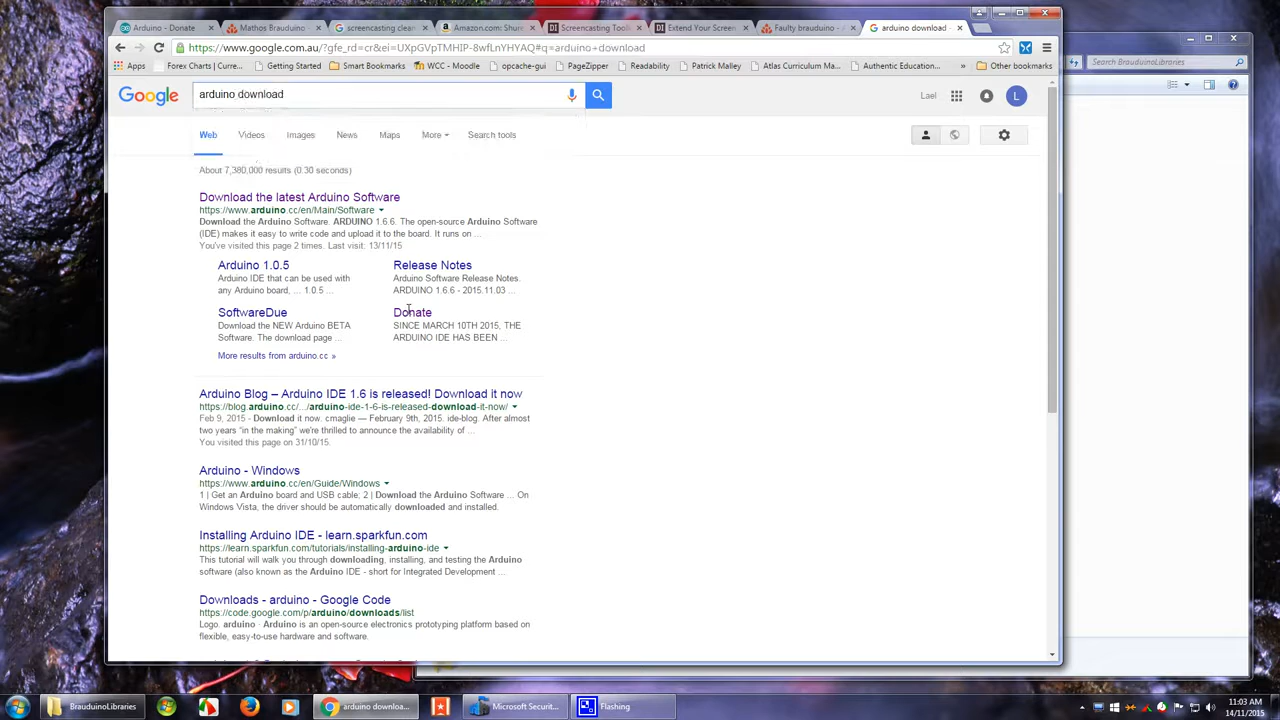 Arduino - Donate
Mathos Brauduino
screencasting clean
Amazon.com: Share
Screencasting Tools
Extend Your Screen
Faulty brauduino - A
arduino download -
https://www.google.com.au/?gfe_rd=cr&ei=UXpGVpTMHIP-8wfLnYHYAQ#q=arduino+download
Apps
Forex Charts | Curre...
Getting Started
Smart Bookmarks
WCC - Moodle
opache-gui
PageZipper
Readability
Patrick Malley
Atlas Curriculum Ma...
Authentic Education...
»
Other bookmarks
Search BrauduinoLibraries
Google
arduino download
Lael
L
Web
Videos
Images
News
Maps
More
Search tools
About 7,380,000 results (0.30 seconds)
Download the latest Arduino Software
https://www.arduino.cc/en/Main/Software
Download the Arduino Software. ARDUINO 1.6.6. The open-source Arduino Software
(IDE) makes it easy to write code and upload it to the board. It runs on ...
You've visited this page 2 times. Last visit: 13/11/15
Arduino 1.0.5
Arduino IDE that can be used with
any Arduino board, ... 1.0.5 ...
Release Notes
Arduino Software Release Notes.
ARDUINO 1.6.6 - 2015.11.03 ...
SoftwareDue
Download the NEW Arduino BETA
Software. The download page ...
Donate
SINCE MARCH 10TH 2015, THE
ARDUINO IDE HAS BEEN ...
More results from arduino.cc »
Arduino Blog – Arduino IDE 1.6 is released! Download it now
https://blog.arduino.cc/.../arduino-ide-1-6-is-released-download-it-now/
Feb 9, 2015 - Download it now. cmaglie — February 9th, 2015. ide-blog. After almost
two years “in the making” we're thrilled to announce the availability of ...
You visited this page on 31/10/15.
Arduino - Windows
https://www.arduino.cc/en/Guide/Windows
1 | Get an Arduino board and USB cable; 2 | Download the Arduino Software ... On
Windows Vista, the driver should be automatically downloaded and installed.
Installing Arduino IDE - learn.sparkfun.com
https://learn.sparkfun.com/tutorials/installing-arduino-ide
This tutorial will walk you through downloading, installing, and testing the Arduino
software (also known as the Arduino IDE - short for Integrated Development ...
Downloads - arduino - Google Code
https://code.google.com/p/arduino/downloads/list
Logo. arduino · Arduino is an open-source electronics prototyping platform based on
flexible, easy-to-use hardware and software.
BrauduinoLibraries
arduino downloa...
Microsoft Securit...
Flashing
11:03 AM
14/11/2015